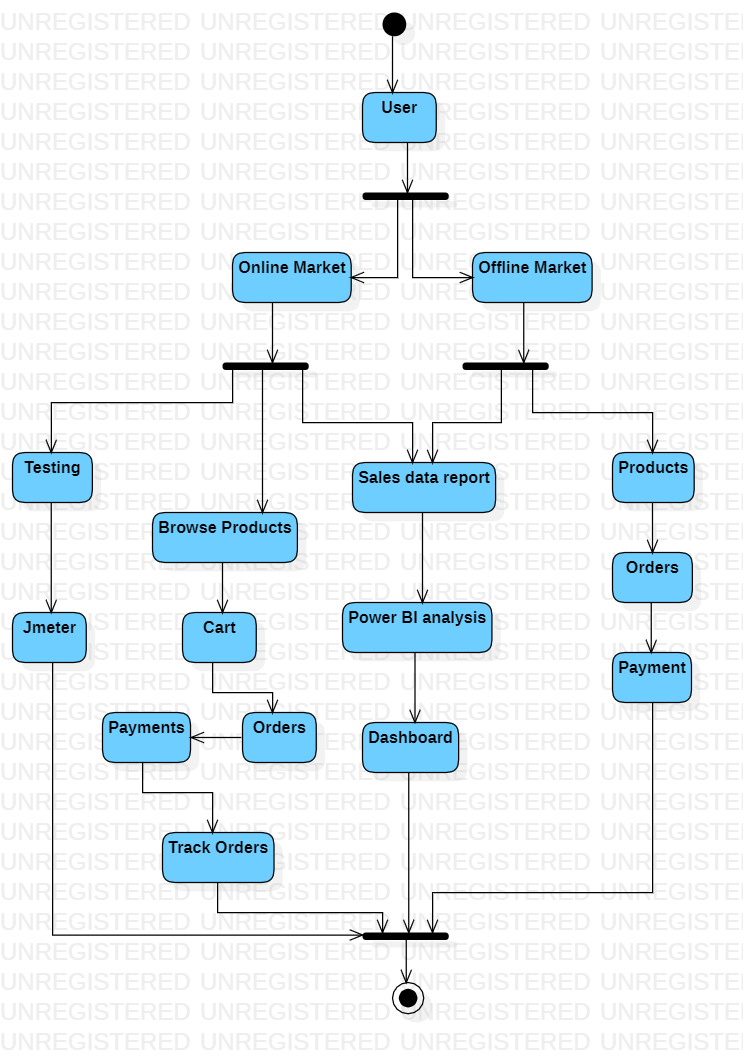 User
Online Market
Offline Market
Testing
Sales data report
Products
Browse Products
Orders
Jmeter
Cart
Power BI analysis
Payment
Payments
Orders
Dashboard
Track Orders
UNREGISTERED